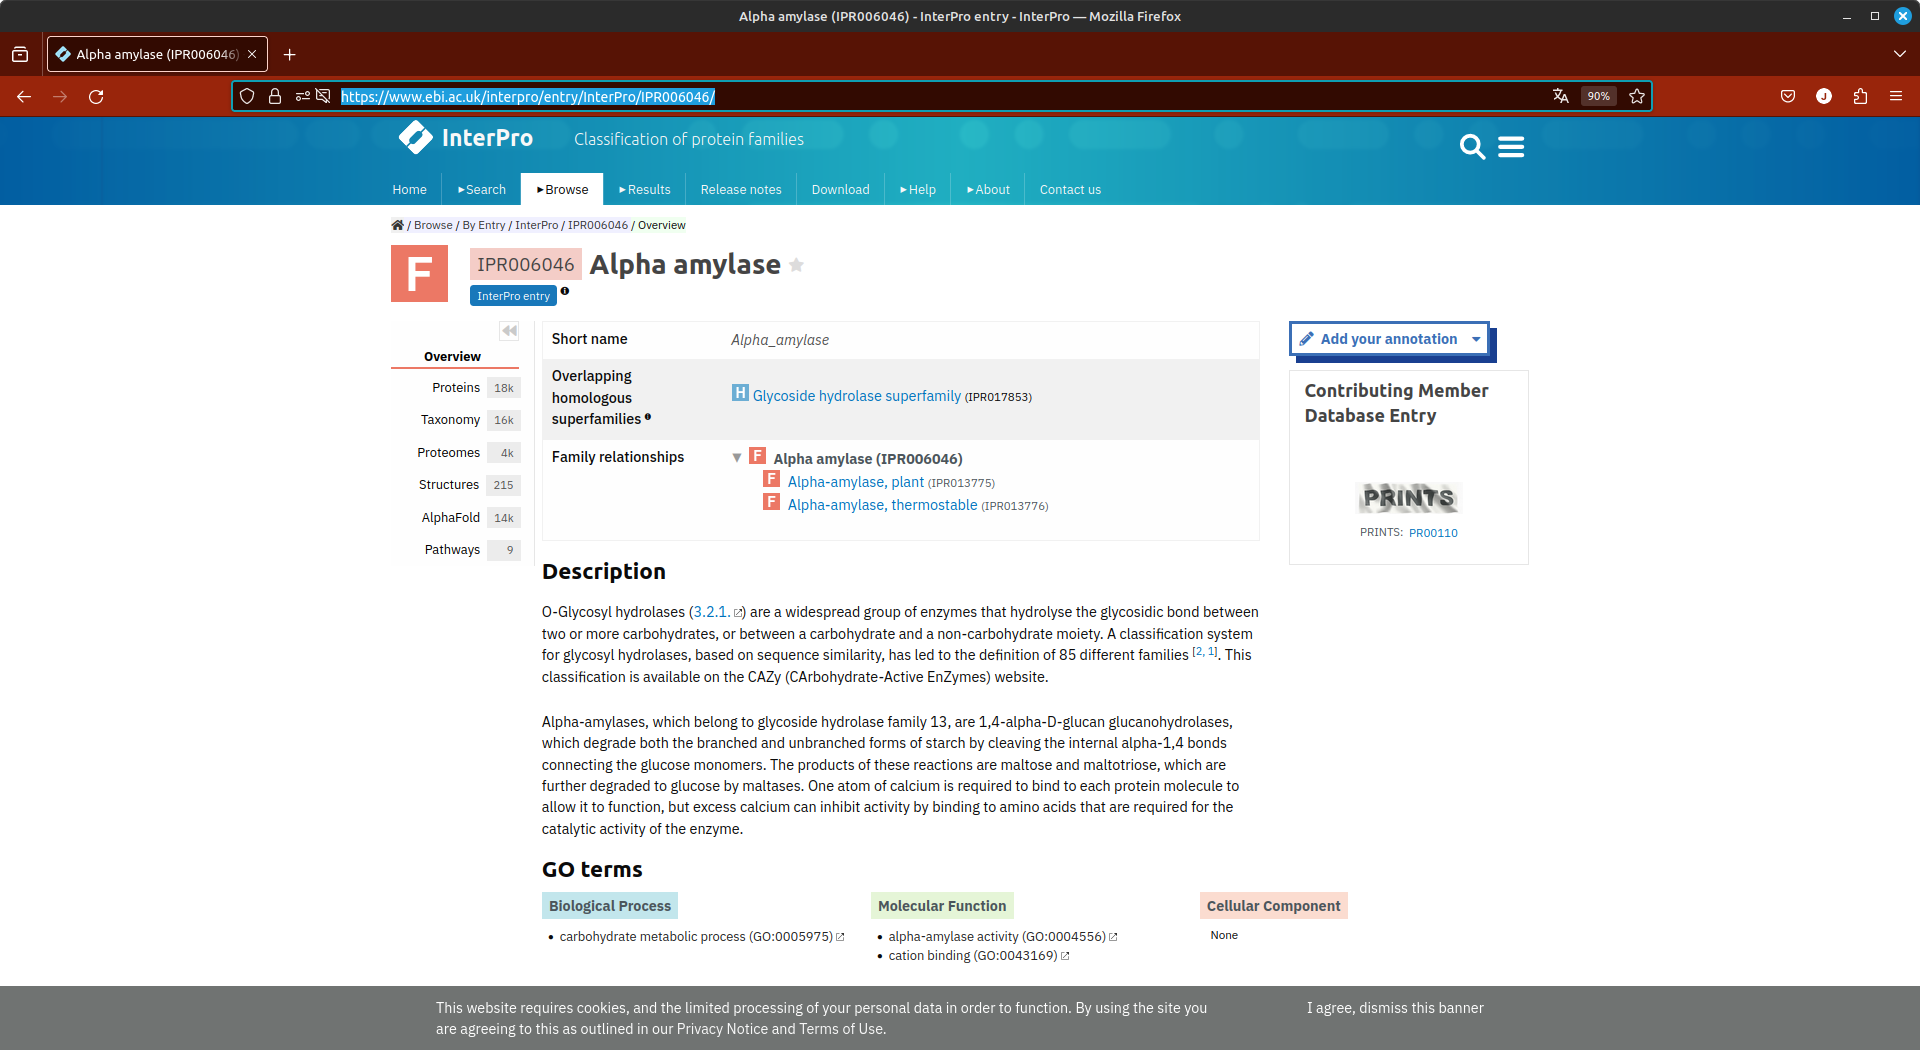 Alpha amylase (IPR006046) - InterPro entry - InterPro — Mozilla Firefox
Alpha amylase (IPR006046)
https://www.ebi.ac.uk/interpro/entry/InterPro/IPR006046/
90%
J
InterPro
Classification of protein families
Home
Search
Browse
Results
Release notes
Download
Help
About
Contact us
/ Browse / By Entry / InterPro / IPR006046 / Overview
F
IPR006046 Alpha amylase
InterPro entry
Overview
Proteins 18k
Taxonomy 16k
Proteomes 4k
Structures 215
AlphaFold 14k
Pathways 9
Short name
Alpha_amylase
Overlapping
homologous
superfamilies
H Glycoside hydrolase superfamily (IPR017853)
Family relationships
F Alpha amylase (IPR006046)
F Alpha-amylase, plant (IPR013775)
F Alpha-amylase, thermostable (IPR013776)
Add your annotation
Contributing Member
Database Entry
PRINTS
PRINTS: PR00110
Description
O-Glycosyl hydrolases (3.2.1. ) are a widespread group of enzymes that hydrolyse the glycosidic bond between
two or more carbohydrates, or between a carbohydrate and a non-carbohydrate moiety. A classification system
for glycosyl hydrolases, based on sequence similarity, has led to the definition of 85 different families [2, 1]. This
classification is available on the CAZy (CArbohydrate-Active EnZymes) website.
Alpha-amylases, which belong to glycoside hydrolase family 13, are 1,4-alpha-D-glucan glucanohydrolases,
which degrade both the branched and unbranched forms of starch by cleaving the internal alpha-1,4 bonds
connecting the glucose monomers. The products of these reactions are maltose and maltotriose, which are
further degraded to glucose by maltases. One atom of calcium is required to bind to each protein molecule to
allow it to function, but excess calcium can inhibit activity by binding to amino acids that are required for the
catalytic activity of the enzyme.
GO terms
Biological Process
• carbohydrate metabolic process (GO:0005975)
Molecular Function
• alpha-amylase activity (GO:0004556)
• cation binding (GO:0043169)
Cellular Component
None
This website requires cookies, and the limited processing of your personal data in order to function. By using the site you
are agreeing to this as outlined in our Privacy Notice and Terms of Use.
I agree, dismiss this banner